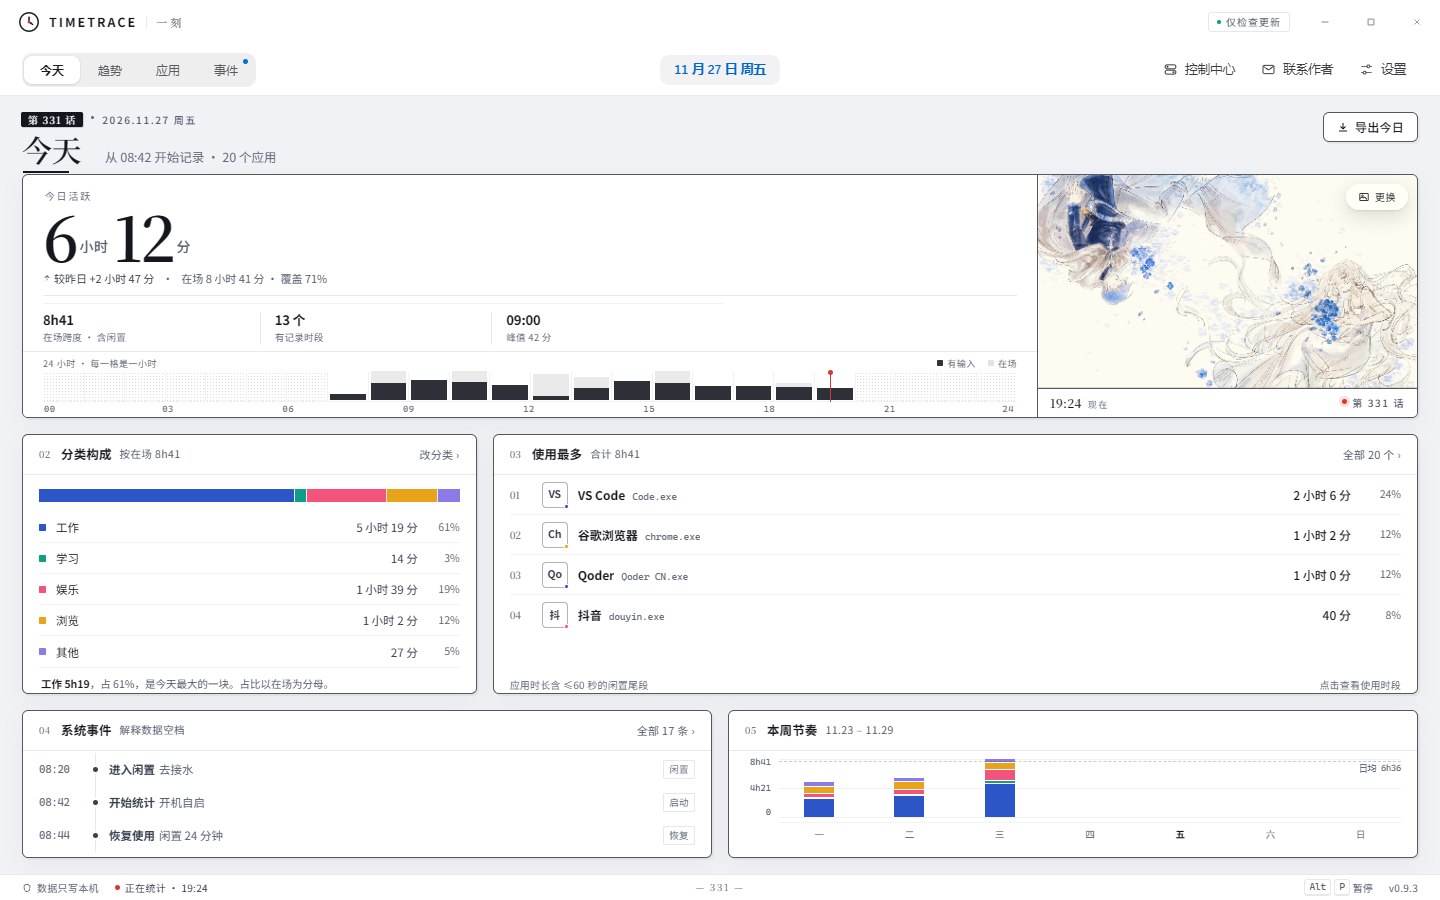 TIMETRACE 一刻 仅检查更新
今天 趋势 应用 事件 11 月 27 日 周五 控制中心 联系作者 设置
第 331 话 • 2026.11.27 周五
今天 从 08:42 开始记录 • 20 个应用 导出今日
今日活跃 更换
6 小时 12 分
↑ 较昨日 +2 小时 47 分 • 在场 8 小时 41 分 • 覆盖 71%
8h41 13 个 09:00
在场跨度 • 含闲置 有记录时段 峰值 42 分
24 小时 • 每一格是一小时 有输入 在场
00 03 06 09 12 15 18 21 24
19:24 现在 第 331 话
02 分类构成 按在场 8h41 改分类 ›
工作 5 小时 19 分 61%
学习 14 分 3%
娱乐 1 小时 39 分 19%
浏览 1 小时 2 分 12%
其他 27 分 5%
工作 5h19，占 61%，是今天最大的一块。占比以在场为分母。
03 使用最多 合计 8h41 全部 20 个 ›
01 VS VS Code Code.exe 2 小时 6 分 24%
02 Ch 谷歌浏览器 chrome.exe 1 小时 2 分 12%
03 Qo Qoder Qoder CN.exe 1 小时 0 分 12%
04 抖 抖音 douyin.exe 40 分 8%
应用时长含 ≤60 秒的闲置尾段 点击查看使用时段
04 系统事件 解释数据空档 全部 17 条 ›
08:20 进入闲置 去接水 闲置
08:42 开始统计 开机自启 启动
08:44 恢复使用 闲置 24 分钟 恢复
05 本周节奏 11.23 – 11.29
8h41 日均 6h36
4h21
0
一 二 三 四 五 六 日
数据只写本机 正在统计 • 19:24 — 331 — Alt P 暂停 v0.9.3